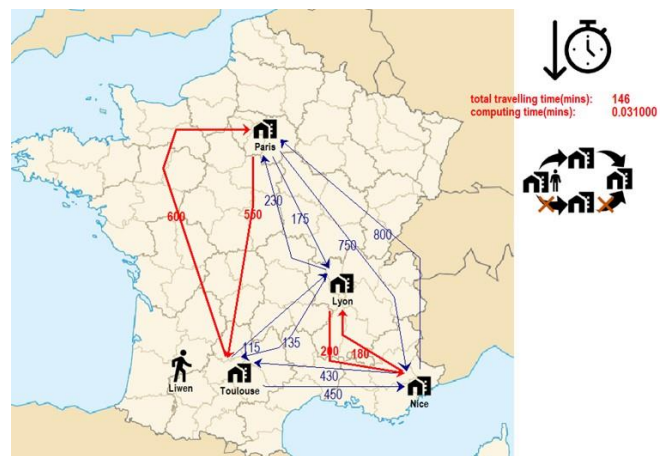 total travelling time(mins): 146
computing time(mins): 0.031000
Paris
600
550
230
175
750
800
Lyon
200
180
115
135
430
450
Liwen
Toulouse
Nice